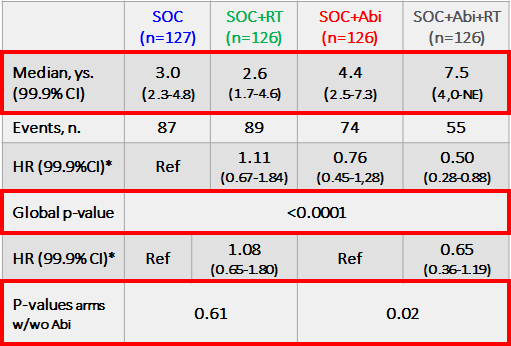 SOC SOC+RT SOC+Abi SOC+Abi+RT
(n=127) (n=126) (n=126) (n=126)
Median, ys. 3.0 2.6 4.4 7.5
(99.9% CI) (2.3-4.8) (1.7-4.6) (2.5-7.3) (4,0-NE)
Events, n. 87 89 74 55
HR (99.9%CI)* Ref 1.11 0.76 0.50
(0.67-1.84) (0.45-1,28) (0.28-0.88)
Global p-value <0.0001
HR (99.9% CI)* Ref 1.08 Ref 0.65
(0.65-1.80) (0.36-1.19)
P-values arms 0.61 0.02
w/wo Abi